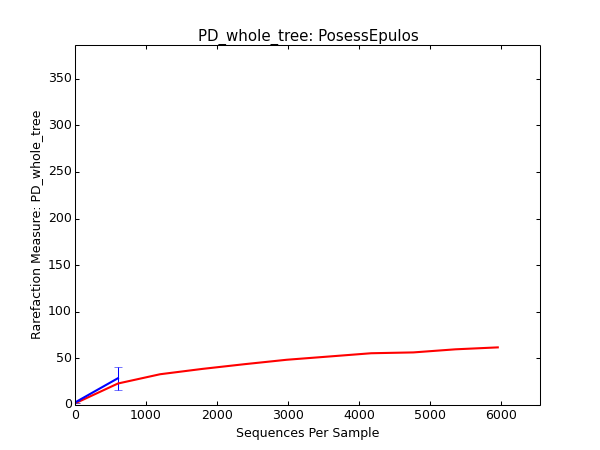 PD_whole_tree: PosessEpulos
Rarefaction Measure: PD_whole_tree
350
300
250
200
150
100
50
0
0 1000 2000 3000 4000 5000 6000
Sequences Per Sample